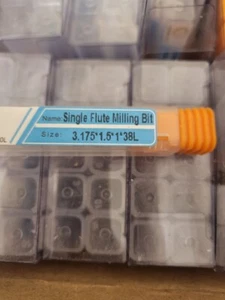 Name: Single Flute Milling Bit
Size: 3.175*1.5*1*38L